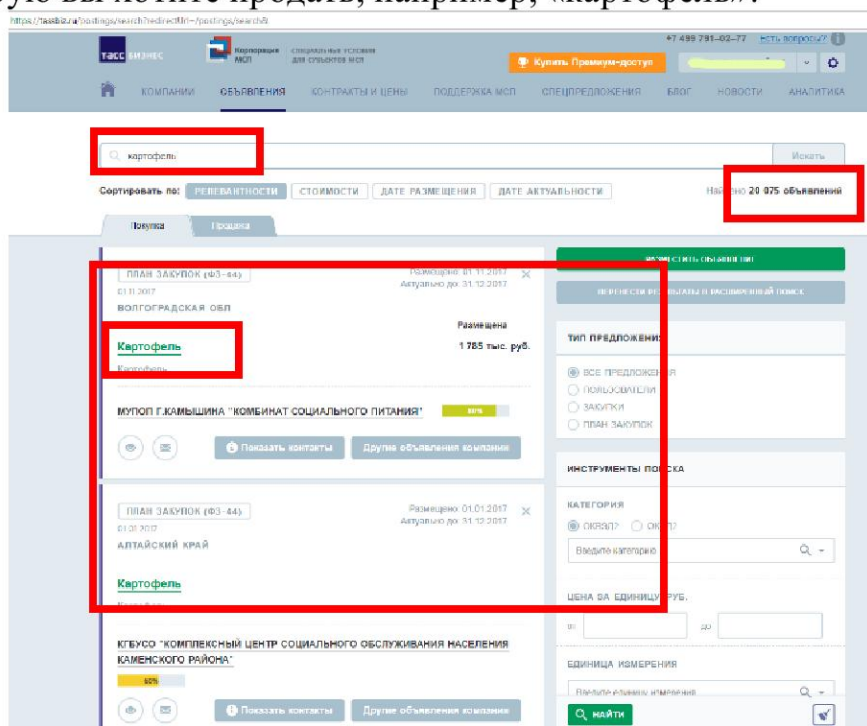 ую вы хотите продать, например, «картофель».
https://tassbiz.ru/postings/search?redirectUrl=/postings/search&
+7 499 791-02-77 Есть вопросы?
ТАСС БИЗНЕС
Корпорация МСП
СПЕЦИАЛЬНЫЕ УСЛОВИЯ ДЛЯ СУБЪЕКТОВ МСП
Купить Премиум-доступ
КОМПАНИИ ОБЪЯВЛЕНИЯ КОНТРАКТЫ И ЦЕНЫ ПОДДЕРЖКА МСП СПЕЦПРЕДЛОЖЕНИЯ БЛОГ НОВОСТИ АНАЛИТИКА
картофель Искать
Сортировать по: РЕЛЕВАНТНОСТИ СТОИМОСТИ ДАТЕ РАЗМЕЩЕНИЯ ДАТЕ АКТУАЛЬНОСТИ Найдено 20 075 объявлений
Покупка Продажа
ПЛАН ЗАКУПОК (ФЗ-44) Размещено: 01.11.2017
01.11.2017 Актуально до: 31.12.2017
ВОЛГОГРАДСКАЯ ОБЛ
Размещена
Картофель 1 785 тыс. руб.
Картофель
МУПОП Г.КАМЫШИНА "КОМБИНАТ СОЦИАЛЬНОГО ПИТАНИЯ"
Показать контакты Другие объявления компании
ПЛАН ЗАКУПОК (ФЗ-44) Размещено: 01.01.2017
01.01.2017 Актуально до: 31.12.2017
АЛТАЙСКИЙ КРАЙ
Картофель
Картофель
КГБУСО "КОМПЛЕКСНЫЙ ЦЕНТР СОЦИАЛЬНОГО ОБСЛУЖИВАНИЯ НАСЕЛЕНИЯ
КАМЕНСКОГО РАЙОНА"
60%
Показать контакты Другие объявления компании
РАЗМЕСТИТЬ ОБЪЯВЛЕНИЕ
ПЕРЕНЕСТИ РЕЗУЛЬТАТЫ В РАСШИРЕННЫЙ ПОИСК
ТИП ПРЕДЛОЖЕНИЯ
ВСЕ ПРЕДЛОЖЕНИЯ
ПОЛЬЗОВАТЕЛИ
ЗАКУПКИ
ПЛАН ЗАКУПОК
ИНСТРУМЕНТЫ ПОИСКА
КАТЕГОРИЯ
ОКВЭД2
Введите категорию
ЦЕНА ЗА ЕДИНИЦУ, РУБ.
от до
ЕДИНИЦА ИЗМЕРЕНИЯ
Введите единицу измерения
НАЙТИ